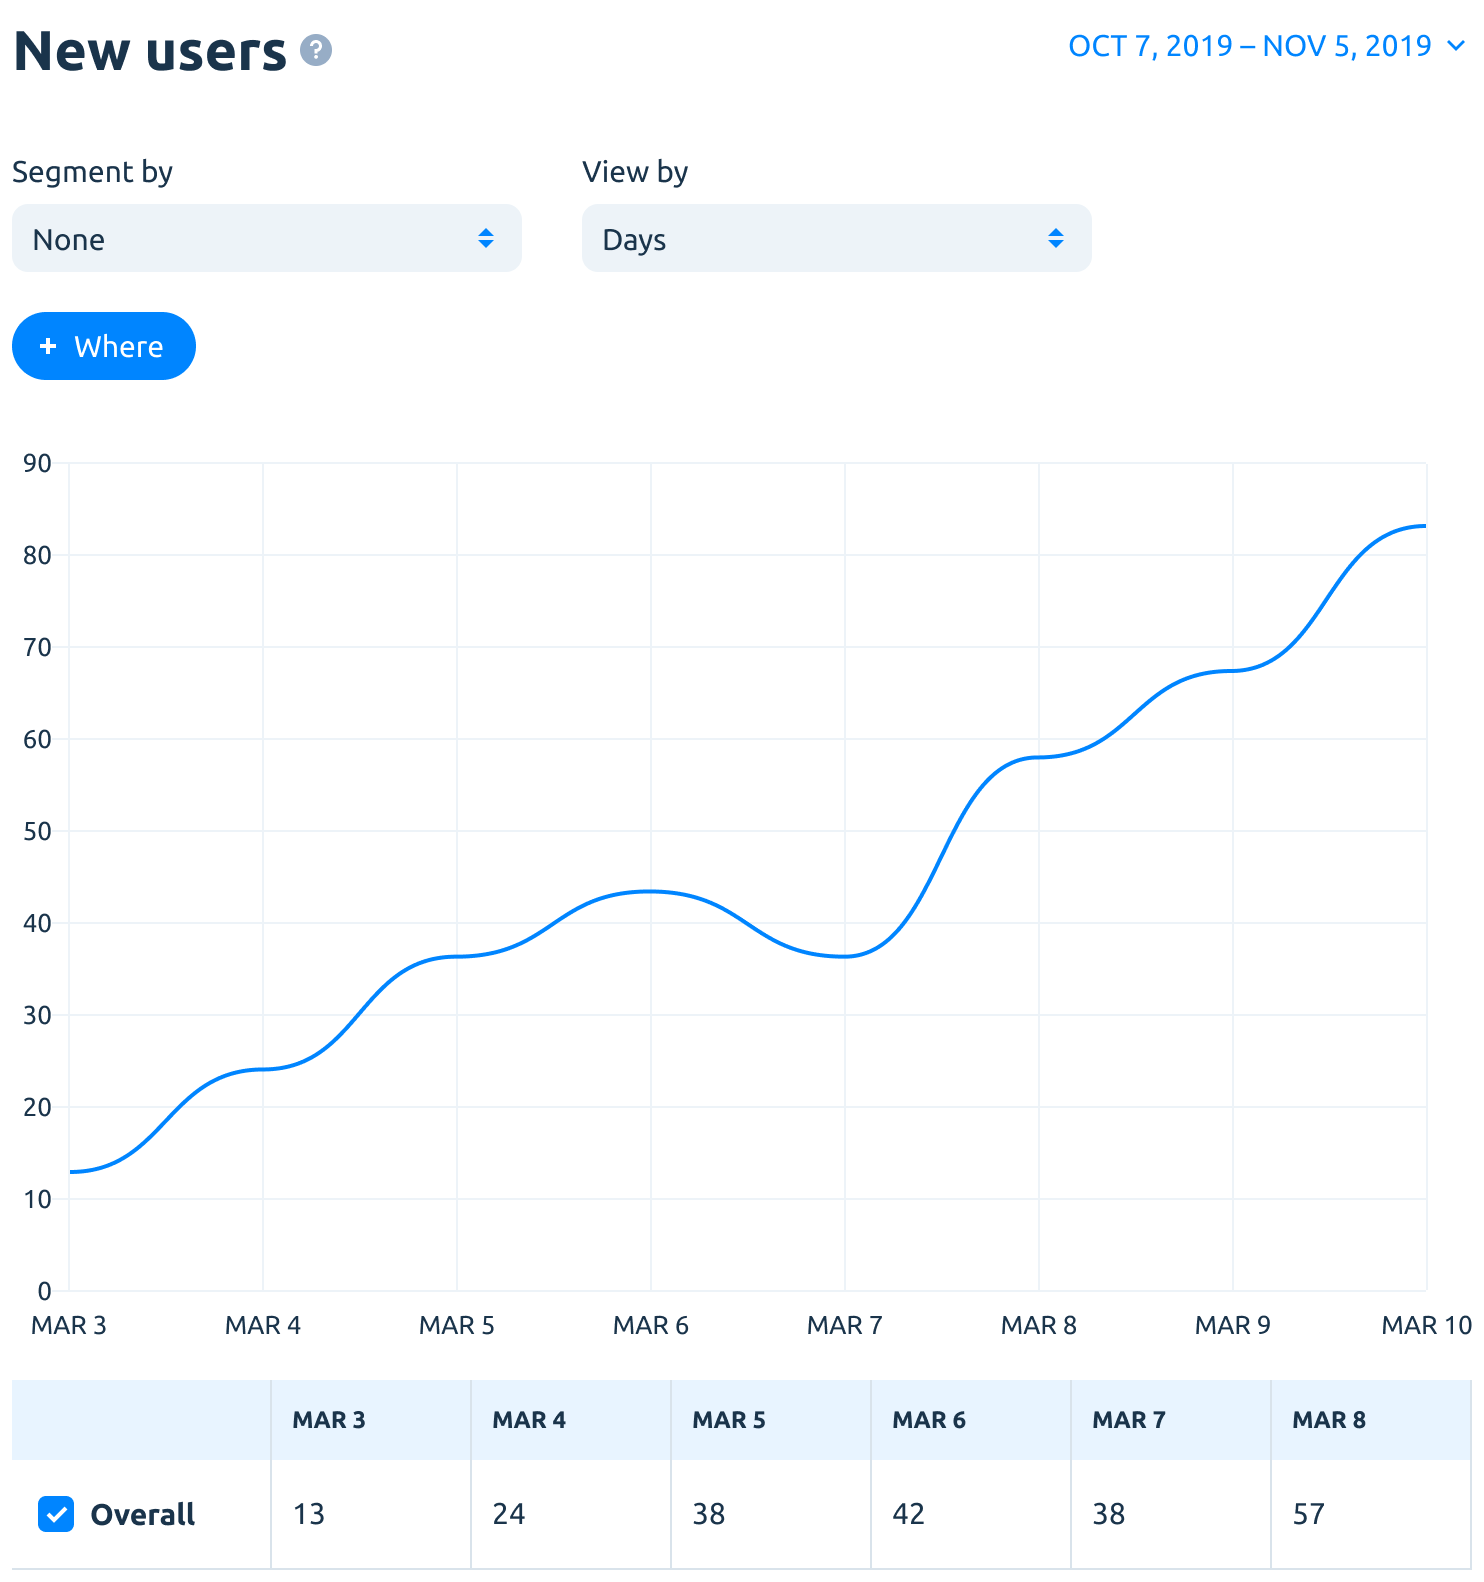 New users ?
OCT 7, 2019 – NOV 5, 2019
Segment by
View by
None
Days
+ Where
90
80
70
60
50
40
30
20
10
0
MAR 3 MAR 4 MAR 5 MAR 6 MAR 7 MAR 8 MAR 9 MAR 10
MAR 3 MAR 4 MAR 5 MAR 6 MAR 7 MAR 8
Overall 13 24 38 42 38 57